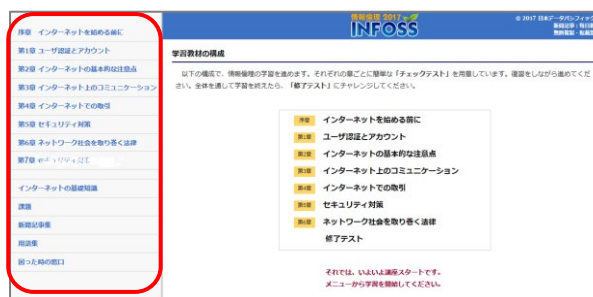 序章 インターネットを始める前に
第1章 ユーザ認証とアカウント
第2章 インターネットの基本的な注意点
第3章 インターネット上のコミュニケーション
第4章 インターネットでの取引
第5章 セキュリティ対策
第6章 ネットワーク社会を取り巻く法律
第7章
インターネットの基礎知識
課題
新聞記事集
用語集
困った時の窓口
情報倫理 2017
INFOSS
© 2017 日本データパシフィック
学習教材の構成
以下の構成で、情報倫理の学習を進めます。それぞれの章ごとに簡単な「チェックテスト」を用意しています。復習をしながら進めてくだ
さい。全体を通して学習を終えたら、「修了テスト」にチャレンジしてください。
序章 インターネットを始める前に
第1章 ユーザ認証とアカウント
第2章 インターネットの基本的な注意点
第3章 インターネット上のコミュニケーション
第4章 インターネットでの取引
第5章 セキュリティ対策
第6章 ネットワーク社会を取り巻く法律
修了テスト
それでは、いよいよ講座スタートです。
メニューから学習を開始してください。